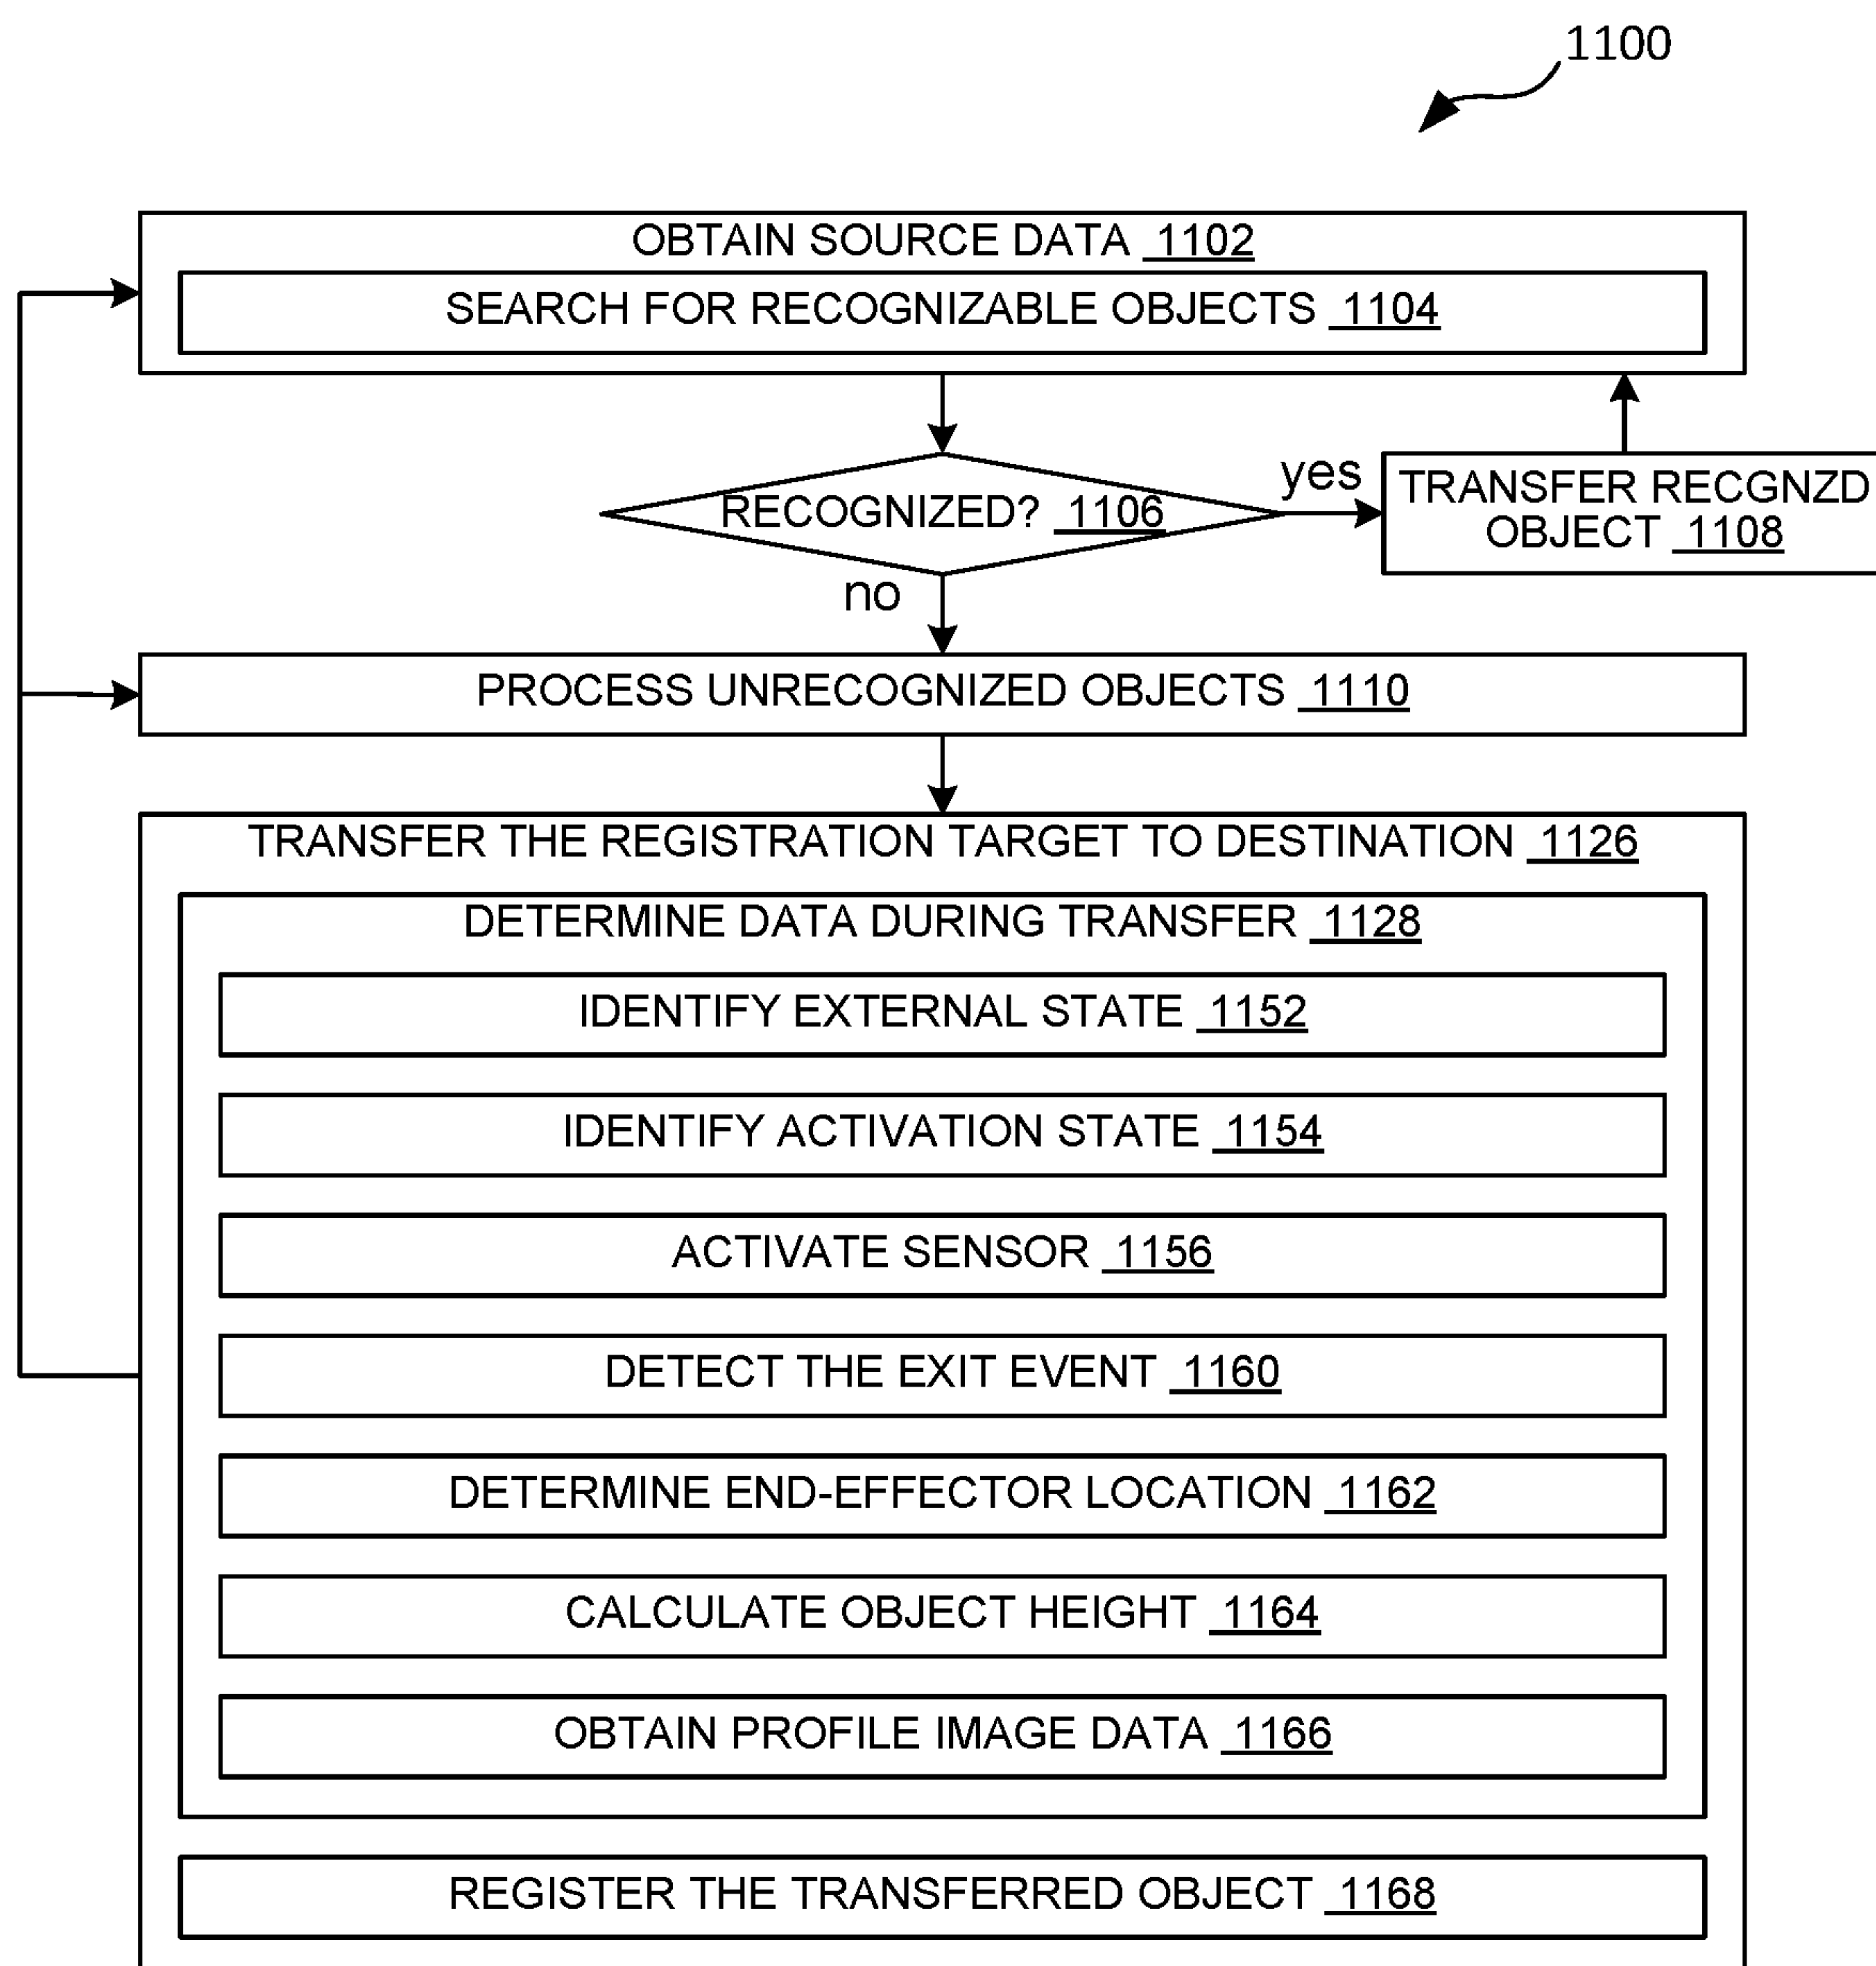 1100
OBTAIN SOURCE DATA 1102
SEARCH FOR RECOGNIZABLE OBJECTS 1104
RECOGNIZED? 1106
yes
TRANSFER RECGNZD
OBJECT 1108
no
PROCESS UNRECOGNIZED OBJECTS 1110
TRANSFER THE REGISTRATION TARGET TO DESTINATION 1126
DETERMINE DATA DURING TRANSFER 1128
IDENTIFY EXTERNAL STATE 1152
IDENTIFY ACTIVATION STATE 1154
ACTIVATE SENSOR 1156
DETECT THE EXIT EVENT 1160
DETERMINE END-EFFECTOR LOCATION 1162
CALCULATE OBJECT HEIGHT 1164
OBTAIN PROFILE IMAGE DATA 1166
REGISTER THE TRANSFERRED OBJECT 1168